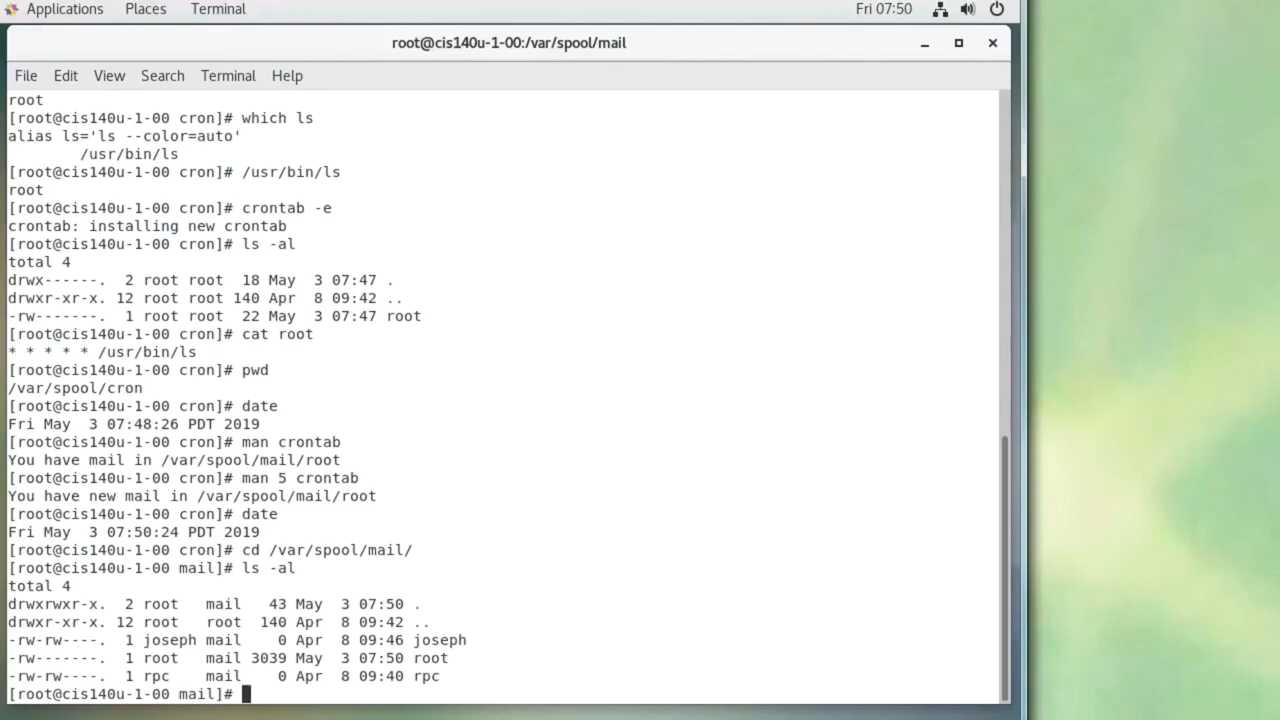 Applications Places Terminal Fri 07:50
root@cis140u-1-00:/var/spool/mail
File Edit View Search Terminal Help
root
[root@cis140u-1-00 cron]# which ls
alias ls='ls --color=auto'
        /usr/bin/ls
[root@cis140u-1-00 cron]# /usr/bin/ls
root
[root@cis140u-1-00 cron]# crontab -e
crontab: installing new crontab
[root@cis140u-1-00 cron]# ls -al
total 4
drwx------.  2 root root  18 May  3 07:47 .
drwxr-xr-x. 12 root root 140 Apr  8 09:42 ..
-rw-------.  1 root root  22 May  3 07:47 root
[root@cis140u-1-00 cron]# cat root
* * * * * /usr/bin/ls
[root@cis140u-1-00 cron]# pwd
/var/spool/cron
[root@cis140u-1-00 cron]# date
Fri May  3 07:48:26 PDT 2019
[root@cis140u-1-00 cron]# man crontab
You have mail in /var/spool/mail/root
[root@cis140u-1-00 cron]# man 5 crontab
You have new mail in /var/spool/mail/root
[root@cis140u-1-00 cron]# date
Fri May  3 07:50:24 PDT 2019
[root@cis140u-1-00 cron]# cd /var/spool/mail/
[root@cis140u-1-00 mail]# ls -al
total 4
drwxrwxr-x.  2 root   mail   43 May  3 07:50 .
drwxr-xr-x. 12 root   root  140 Apr  8 09:42 ..
-rw-rw----.  1 joseph mail    0 Apr  8 09:46 joseph
-rw-------.  1 root   mail 3039 May  3 07:50 root
-rw-rw----.  1 rpc    mail    0 Apr  8 09:40 rpc
[root@cis140u-1-00 mail]#